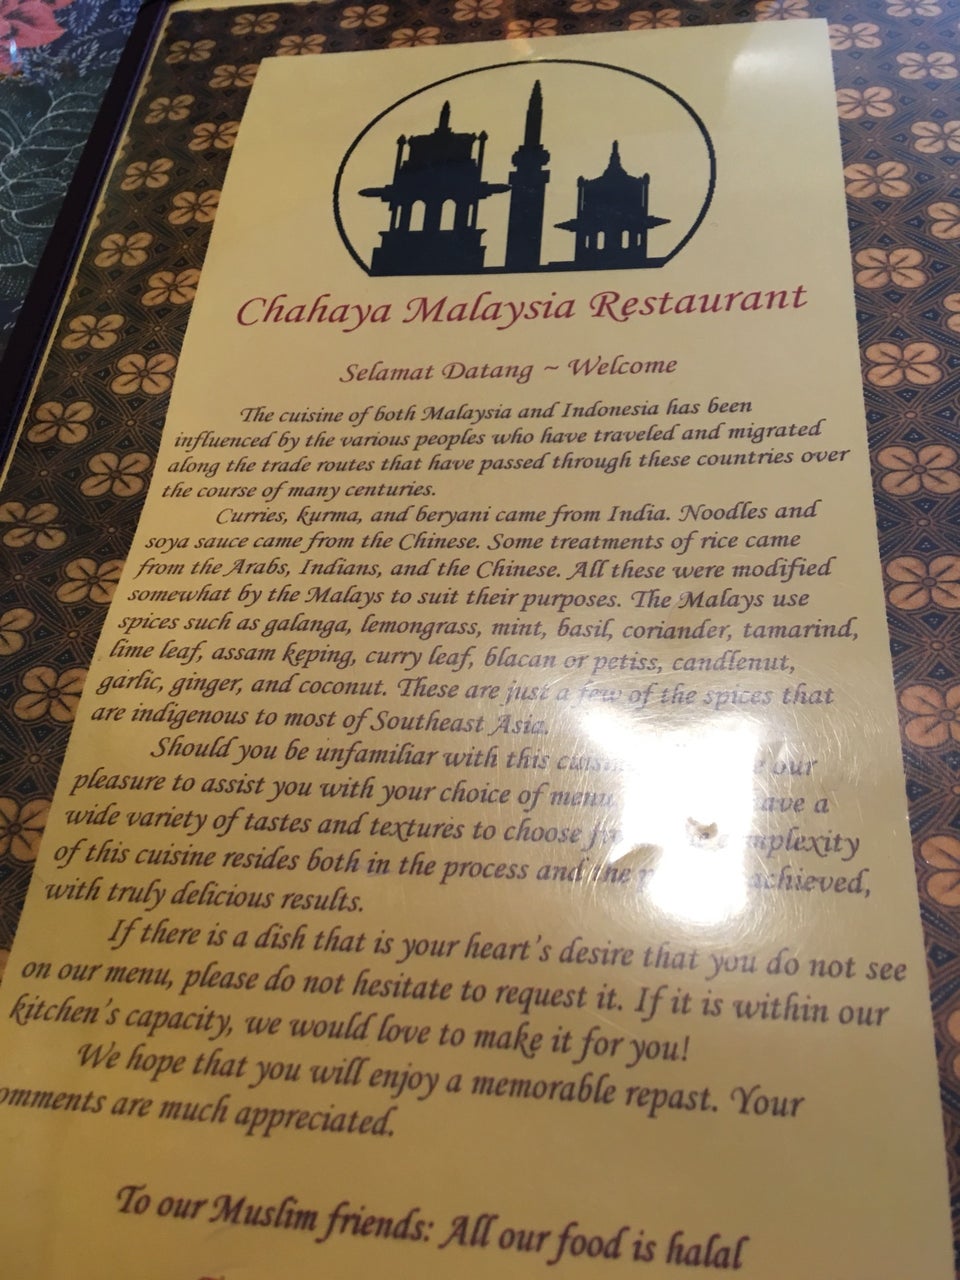 Chahaya Malaysia Restaurant
Selamat Datang ~ Welcome
The cuisine of both Malaysia and Indonesia has been
influenced by the various peoples who have traveled and migrated
along the trade routes that have passed through these countries over
the course of many centuries.
Curries, kurma, and beryani came from India. Noodles and
soya sauce came from the Chinese. Some treatments of rice came
from the Arabs, Indians, and the Chinese. All these were modified
somewhat by the Malays to suit their purposes. The Malays use
spices such as galanga, lemongrass, mint, basil, coriander, tamarind,
lime leaf, assam keping, curry leaf, blacan or petiss, candlenut,
garlic, ginger, and coconut. These are just a few of the spices that
are indigenous to most of Southeast Asia.
Should you be unfamiliar with this our
pleasure to assist you with your choice of menu have a
wide variety of tastes and textures to choose complexity
of this cuisine resides both in the process and the achieved,
with truly delicious results.
If there is a dish that is your heart's desire that you do not see
on our menu, please do not hesitate to request it. If it is within our
kitchen's capacity, we would love to make it for you!
We hope that you will enjoy a memorable repast. Your
omments are much appreciated.
To our Muslim friends: All our food is halal